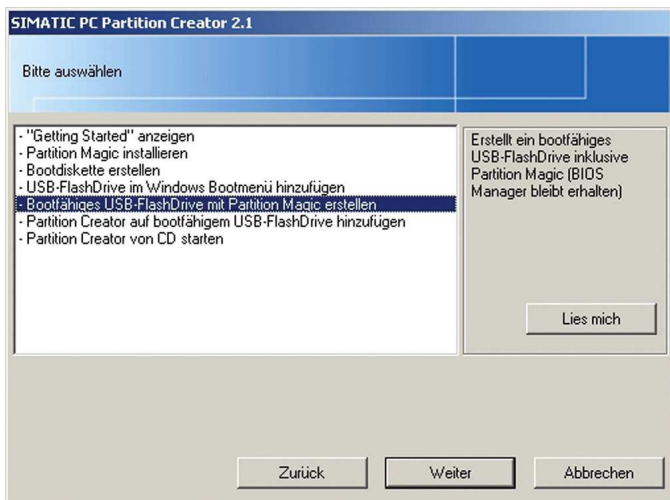 SIMATIC PC Partition Creator 2.1
Bitte auswählen
- "Getting Started" anzeigen
- Partition Magic installieren
- Bootdiskette erstellen
- USB-FlashDrive im Windows Bootmenü hinzufügen
- Bootfähiges USB-FlashDrive mit Partition Magic erstellen
- Partition Creator auf bootfähigem USB-FlashDrive hinzufügen
- Partition Creator von CD starten
Erstellt ein bootfähiges
USB-FlashDrive inklusive
Partition Magic (BIOS
Manager bleibt erhalten)
Lies mich
Zurück
Weiter
Abbrechen